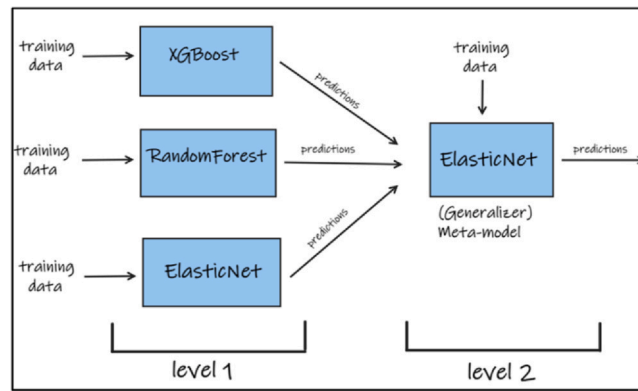 training
data
XGBoost
predictions
training
data
training
data
RandomForest
predictions
ElasticNet
predictions
(Generalizer)
Meta-model
training
data
ElasticNet
predictions
level 1
level 2